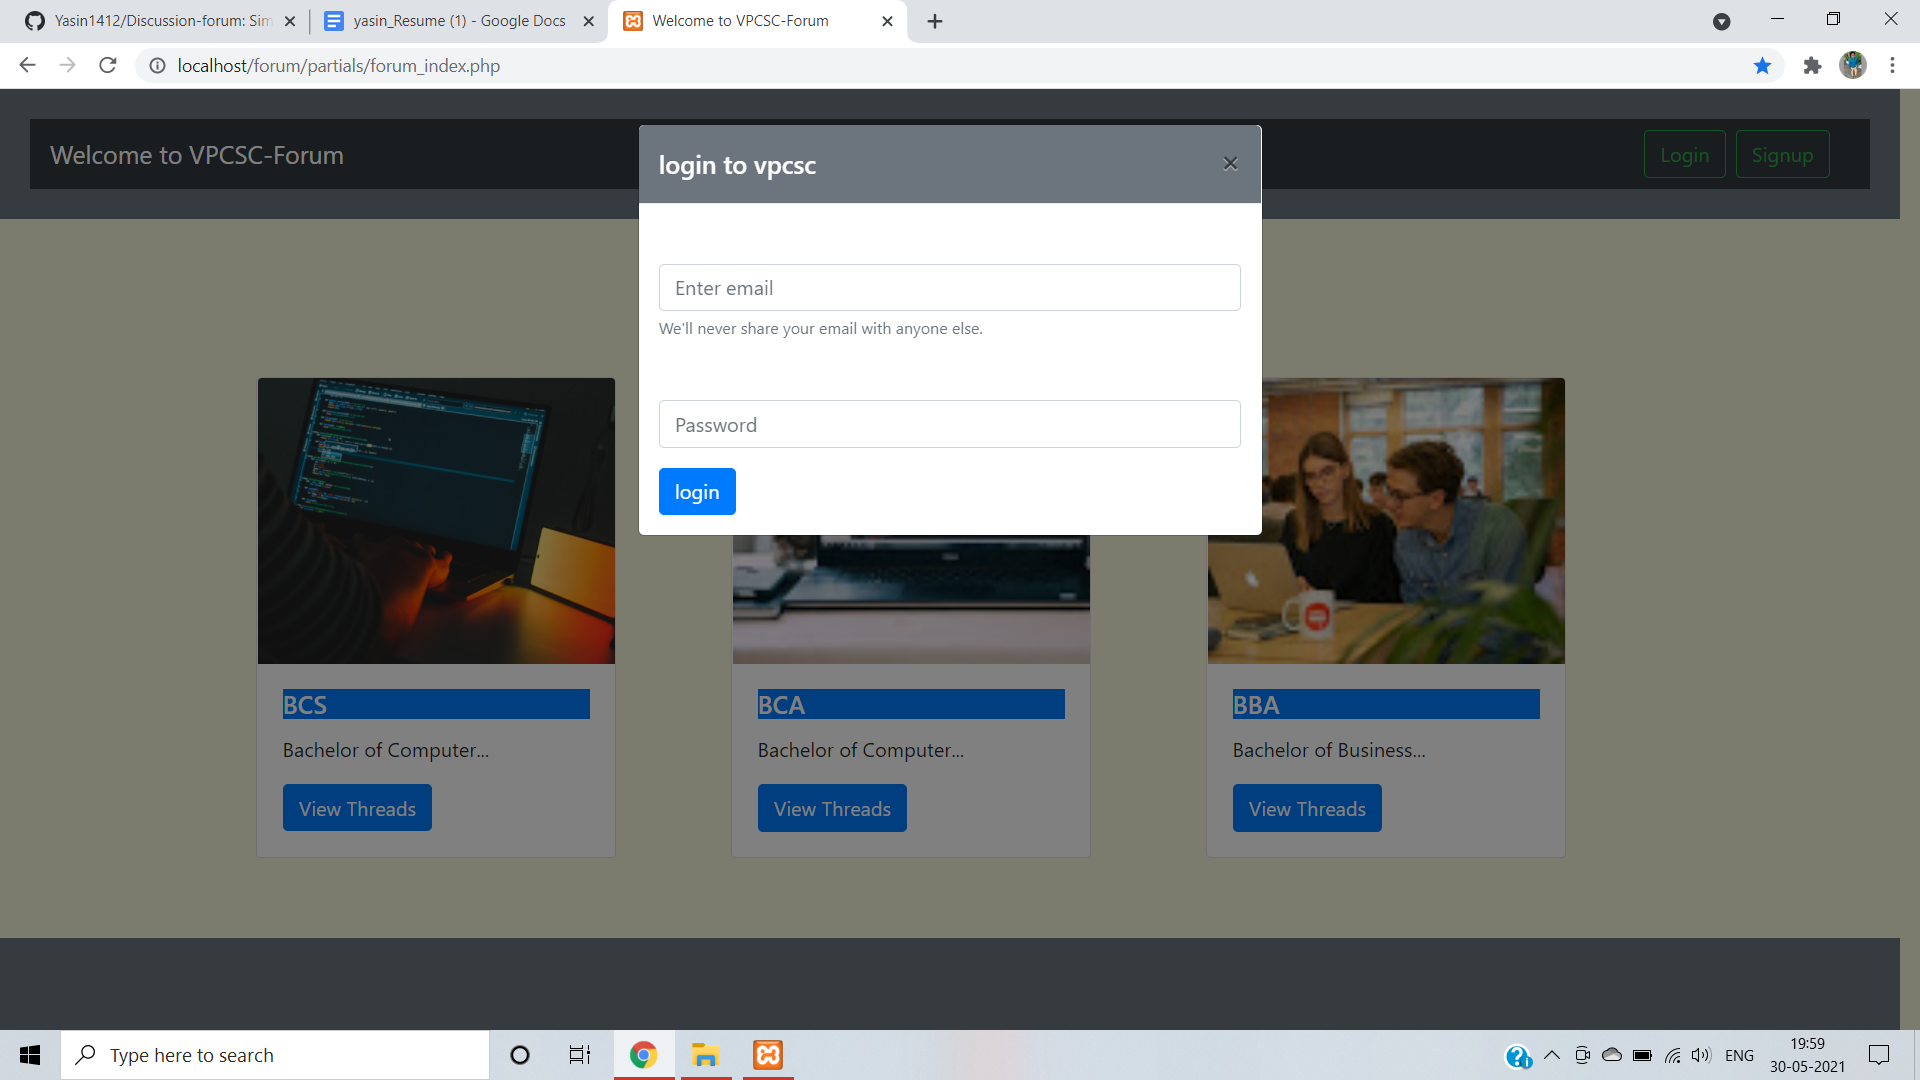 Yasin1412/Discussion-forum: Sim
yasin_Resume (1) - Google Docs
Welcome to VPCSC-Forum
localhost/forum/partials/forum_index.php
Welcome to VPCSC-Forum
Login
Signup
login to vpcsc
×
Enter email
We'll never share your email with anyone else.
Password
login
BCS
BCA
BBA
Bachelor of Computer...
Bachelor of Computer...
Bachelor of Business...
View Threads
View Threads
View Threads
Type here to search
ENG
19:59
30-05-2021